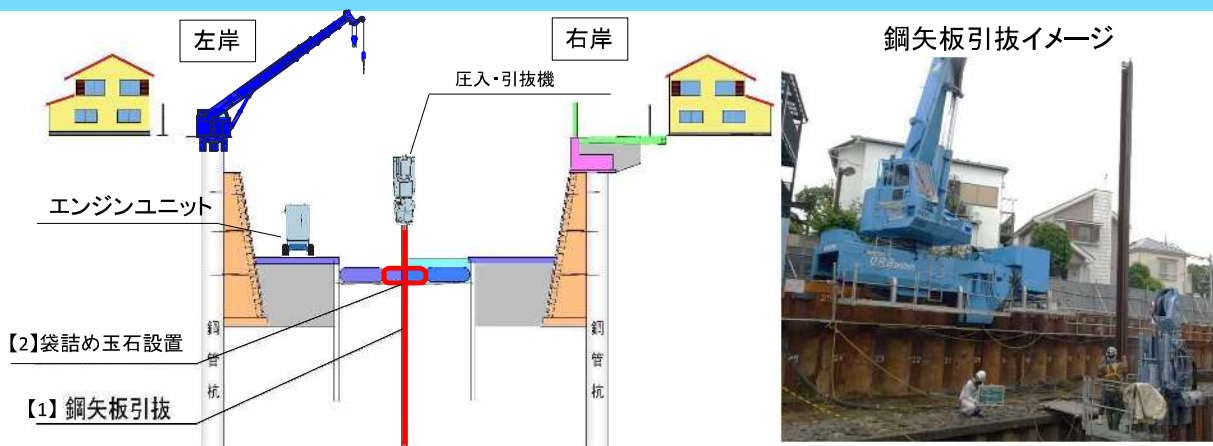 左岸
右岸
鋼矢板引抜イメージ
圧入・引抜機
エンジンユニット
【2】袋詰め玉石設置
【1】 鋼矢板引抜
鋼管杭
鋼管杭